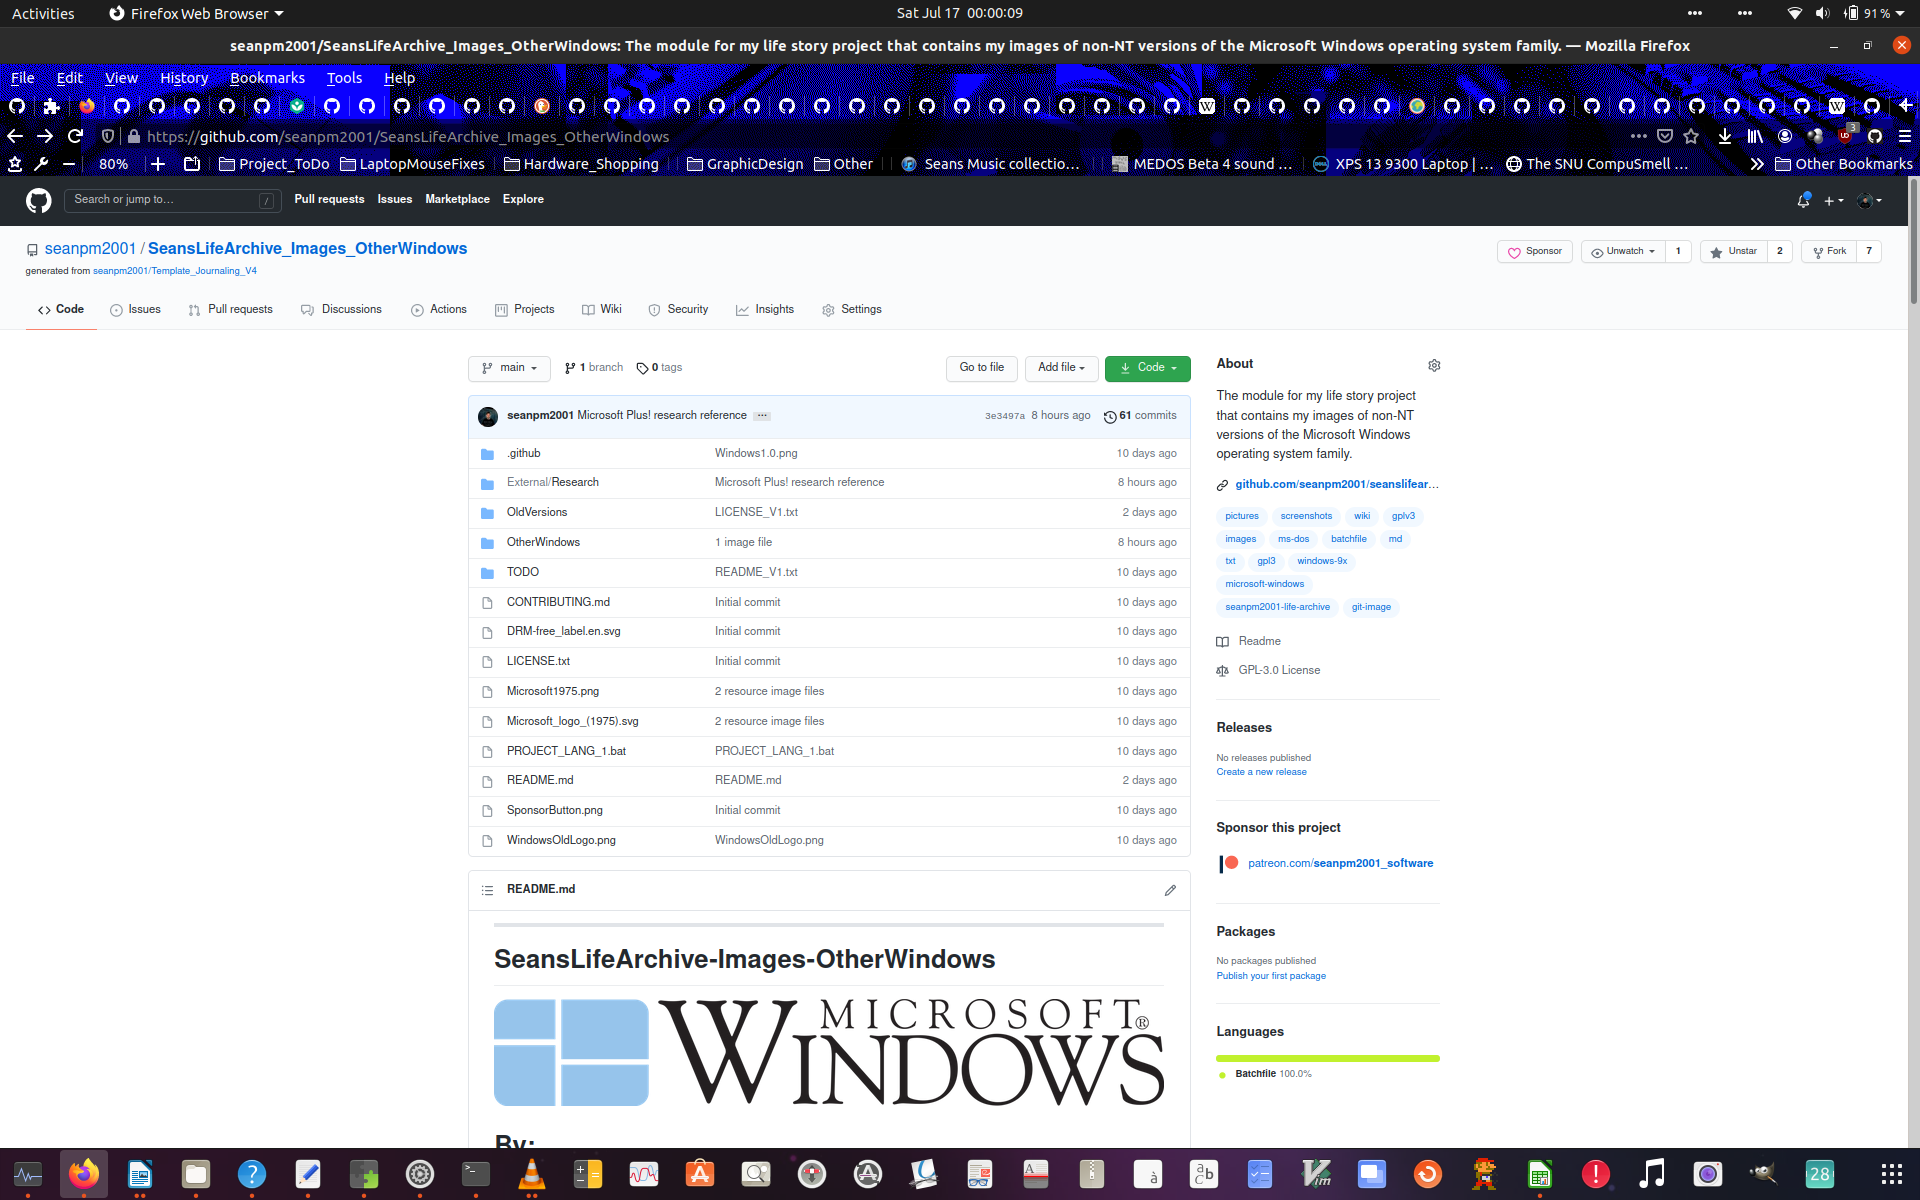 Activities Firefox Web Browser Sat Jul 17 00:00:09 91 %
seanpm2001/SeansLifeArchive_Images_OtherWindows: The module for my life story project that contains my images of non-NT versions of the Microsoft Windows operating system family. — Mozilla Firefox
File Edit View History Bookmarks Tools Help
https://github.com/seanpm2001/SeansLifeArchive_Images_OtherWindows 3
80% Project_ToDo LaptopMouseFixes Hardware_Shopping GraphicDesign Other Seans Music collectio… MEDOS Beta 4 sound … XPS 13 9300 Laptop | … The SNU CompuSmell … Other Bookmarks
Search or jump to… / Pull requests Issues Marketplace Explore
seanpm2001 / SeansLifeArchive_Images_OtherWindows Sponsor Unwatch 1 Unstar 2 Fork 7
generated from seanpm2001/Template_Journaling_V4
Code Issues Pull requests Discussions Actions Projects Wiki Security Insights Settings
main 1 branch 0 tags Go to file Add file Code
seanpm2001 Microsoft Plus! research reference ... 3e3497a 8 hours ago 61 commits
.github Windows1.0.png 10 days ago
External/Research Microsoft Plus! research reference 8 hours ago
OldVersions LICENSE_V1.txt 2 days ago
OtherWindows 1 image file 8 hours ago
TODO README_V1.txt 10 days ago
CONTRIBUTING.md Initial commit 10 days ago
DRM-free_label.en.svg Initial commit 10 days ago
LICENSE.txt Initial commit 10 days ago
Microsoft1975.png 2 resource image files 10 days ago
Microsoft_logo_(1975).svg 2 resource image files 10 days ago
PROJECT_LANG_1.bat PROJECT_LANG_1.bat 10 days ago
README.md README.md 2 days ago
SponsorButton.png Initial commit 10 days ago
WindowsOldLogo.png WindowsOldLogo.png 10 days ago
README.md
SeansLifeArchive-Images-OtherWindows
MICROSOFT®
WINDOWS
By:
About
The module for my life story project
that contains my images of non-NT
versions of the Microsoft Windows
operating system family.
github.com/seanpm2001/seanslifear…
pictures screenshots wiki gplv3
images ms-dos batchfile md
txt gpl3 windows-9x
microsoft-windows
seanpm2001-life-archive git-image
Readme
GPL-3.0 License
Releases
No releases published
Create a new release
Sponsor this project
patreon.com/seanpm2001_software
Packages
No packages published
Publish your first package
Languages
Batchfile 100.0%
28